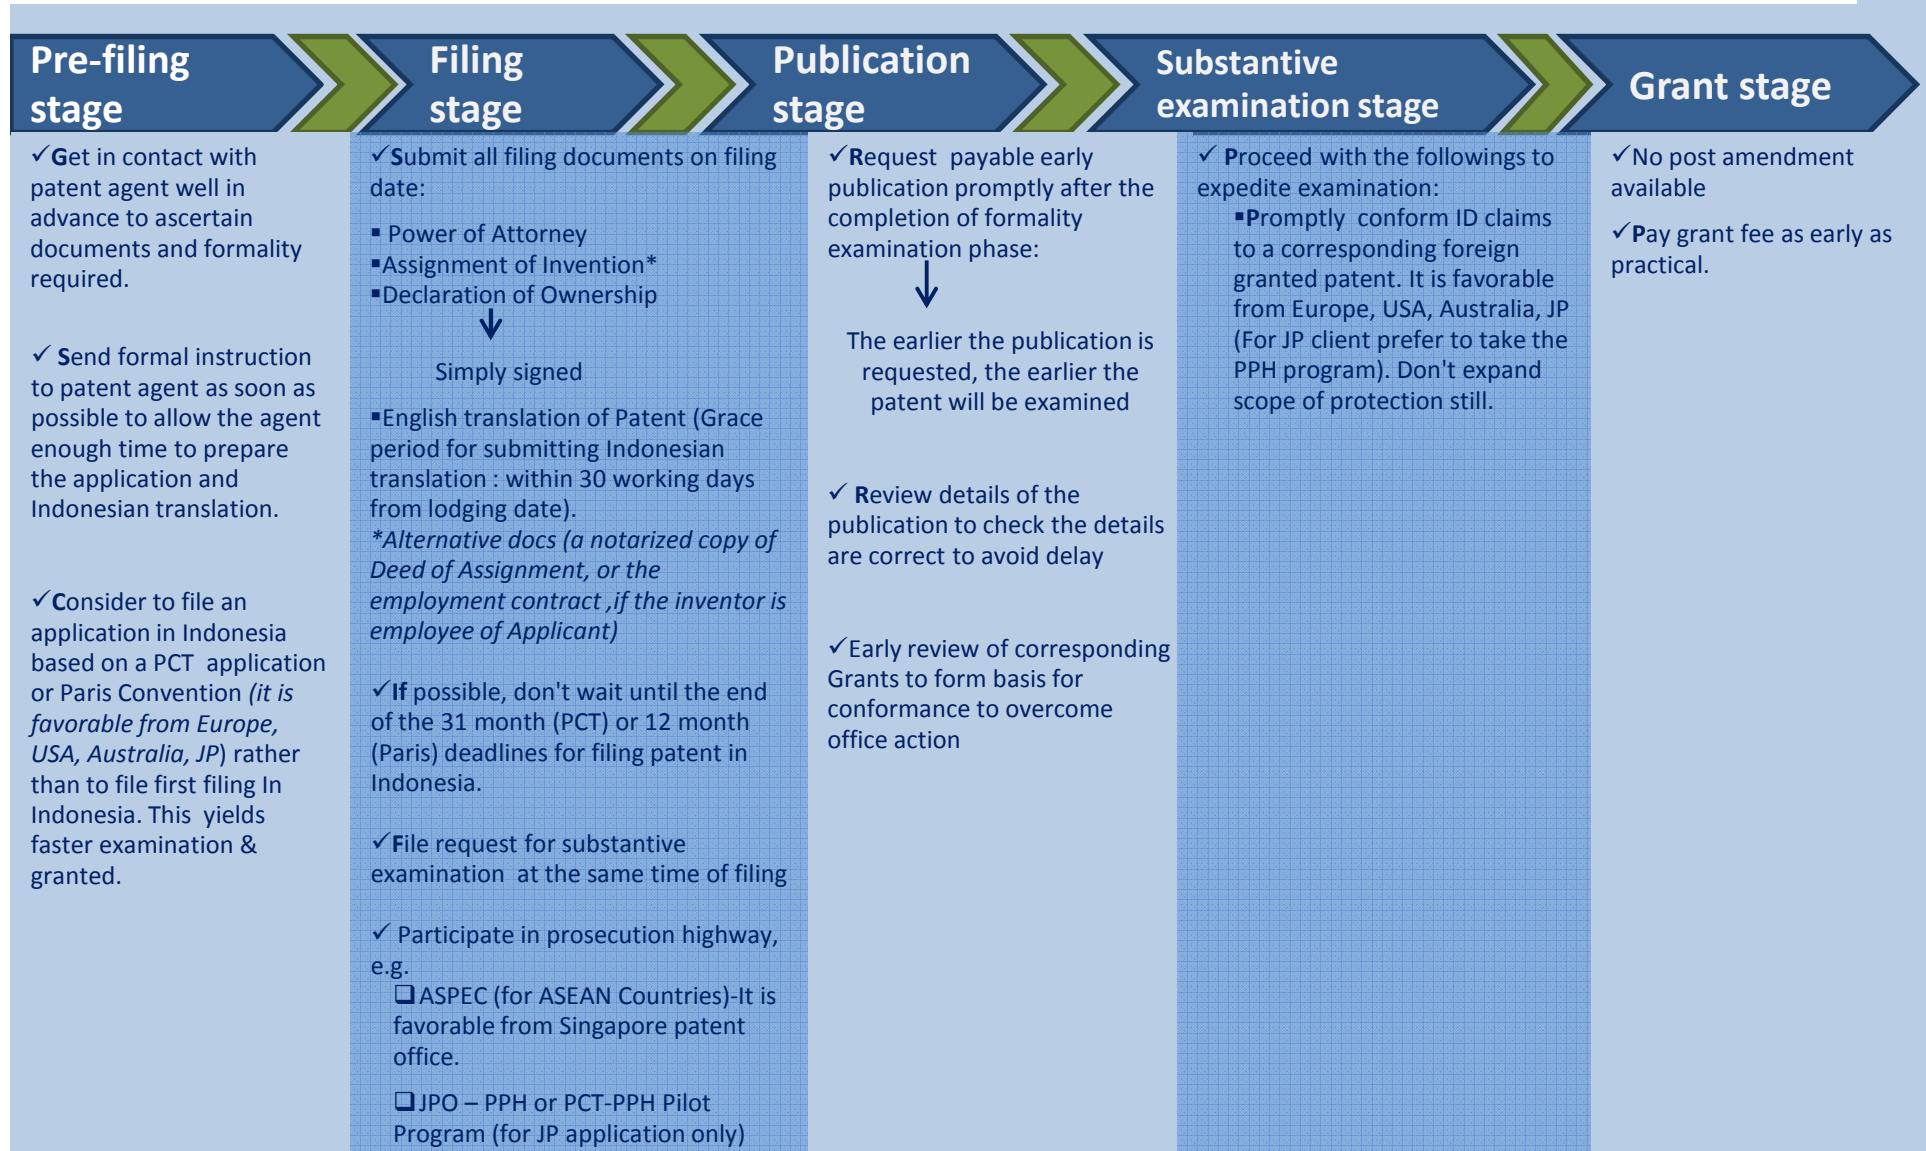 Pre-filing
stage
Filing
stage
Publication
stage
Substantive
examination stage
Grant stage
✓Get in contact with
patent agent well in
advance to ascertain
documents and formality
required.
✓ Send formal instruction
to patent agent as soon as
possible to allow the agent
enough time to prepare
the application and
Indonesian translation.
✓Consider to file an
application in Indonesia
based on a PCT application
or Paris Convention (it is
favorable from Europe,
USA, Australia, JP) rather
than to file first filing In
Indonesia. This yields
faster examination &
granted.
✓Submit all filing documents on filing
date:
▪ Power of Attorney
▪Assignment of Invention*
▪Declaration of Ownership
Simply signed
▪English translation of Patent (Grace
period for submitting Indonesian
translation : within 30 working days
from lodging date).
*Alternative docs (a notarized copy of
Deed of Assignment, or the
employment contract ,if the inventor is
employee of Applicant)
✓If possible, don't wait until the end
of the 31 month (PCT) or 12 month
(Paris) deadlines for filing patent in
Indonesia.
✓File request for substantive
examination at the same time of filing
✓ Participate in prosecution highway,
e.g.
❑ASPEC (for ASEAN Countries)-It is
favorable from Singapore patent
office.
❑JPO – PPH or PCT-PPH Pilot
Program (for JP application only)
✓Request payable early
publication promptly after the
completion of formality
examination phase:
The earlier the publication is
requested, the earlier the
patent will be examined
✓ Review details of the
publication to check the details
are correct to avoid delay
✓Early review of corresponding
Grants to form basis for
conformance to overcome
office action
✓ Proceed with the followings to
expedite examination:
▪Promptly conform ID claims
to a corresponding foreign
granted patent. It is favorable
from Europe, USA, Australia, JP
(For JP client prefer to take the
PPH program). Don't expand
scope of protection still.
✓No post amendment
available
✓Pay grant fee as early as
practical.